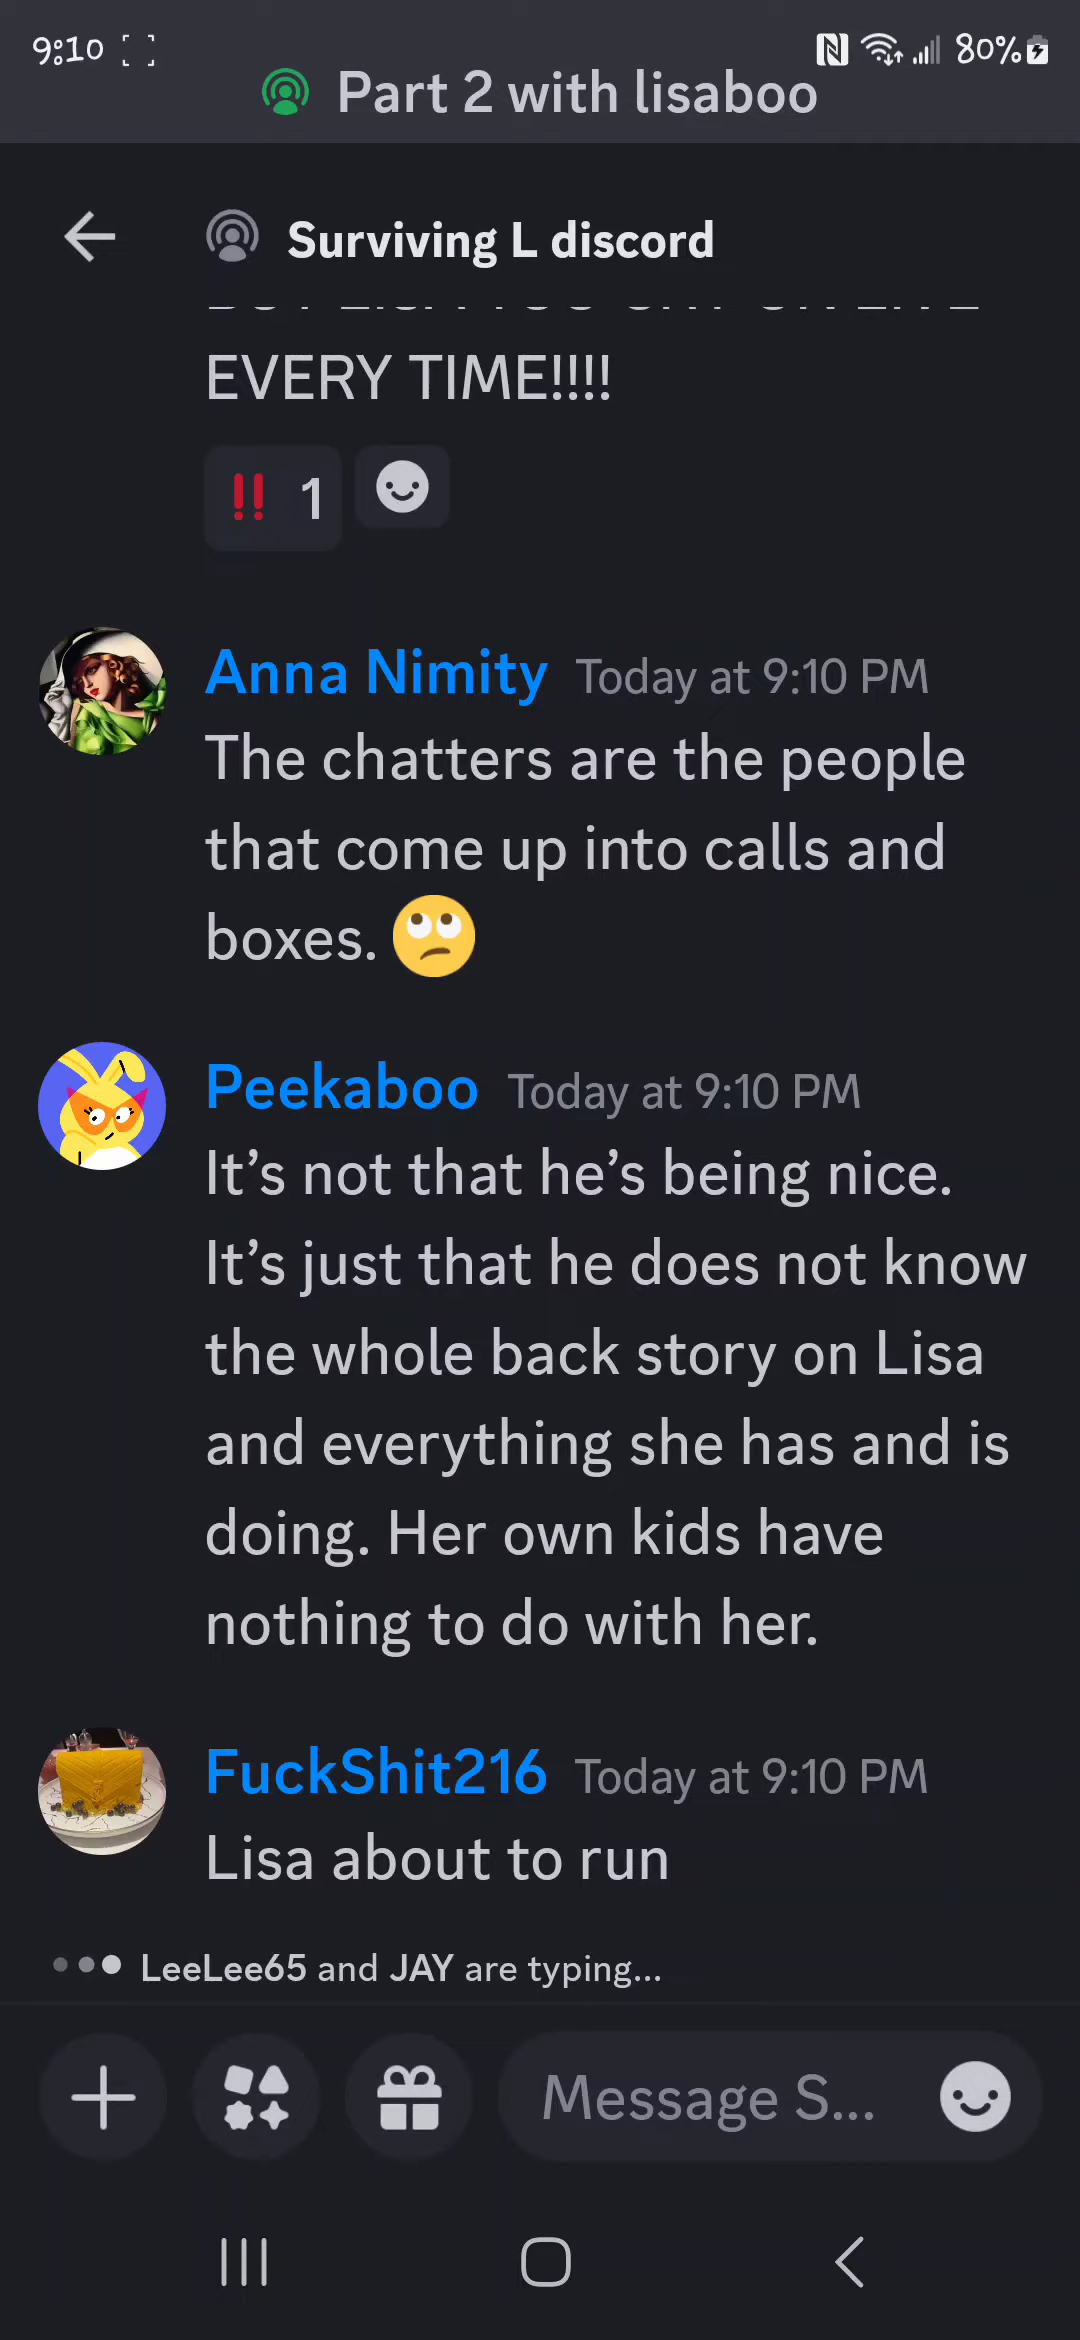 9:10
80%
Part 2 with lisaboo
Surviving L discord
EVERY TIME!!!!
‼ 1
Anna Nimity Today at 9:10 PM
The chatters are the people
that come up into calls and
boxes. 🙄
Peekaboo Today at 9:10 PM
It’s not that he’s being nice.
It’s just that he does not know
the whole back story on Lisa
and everything she has and is
doing. Her own kids have
nothing to do with her.
FuckShit216 Today at 9:10 PM
Lisa about to run
LeeLee65 and JAY are typing...
Message S...